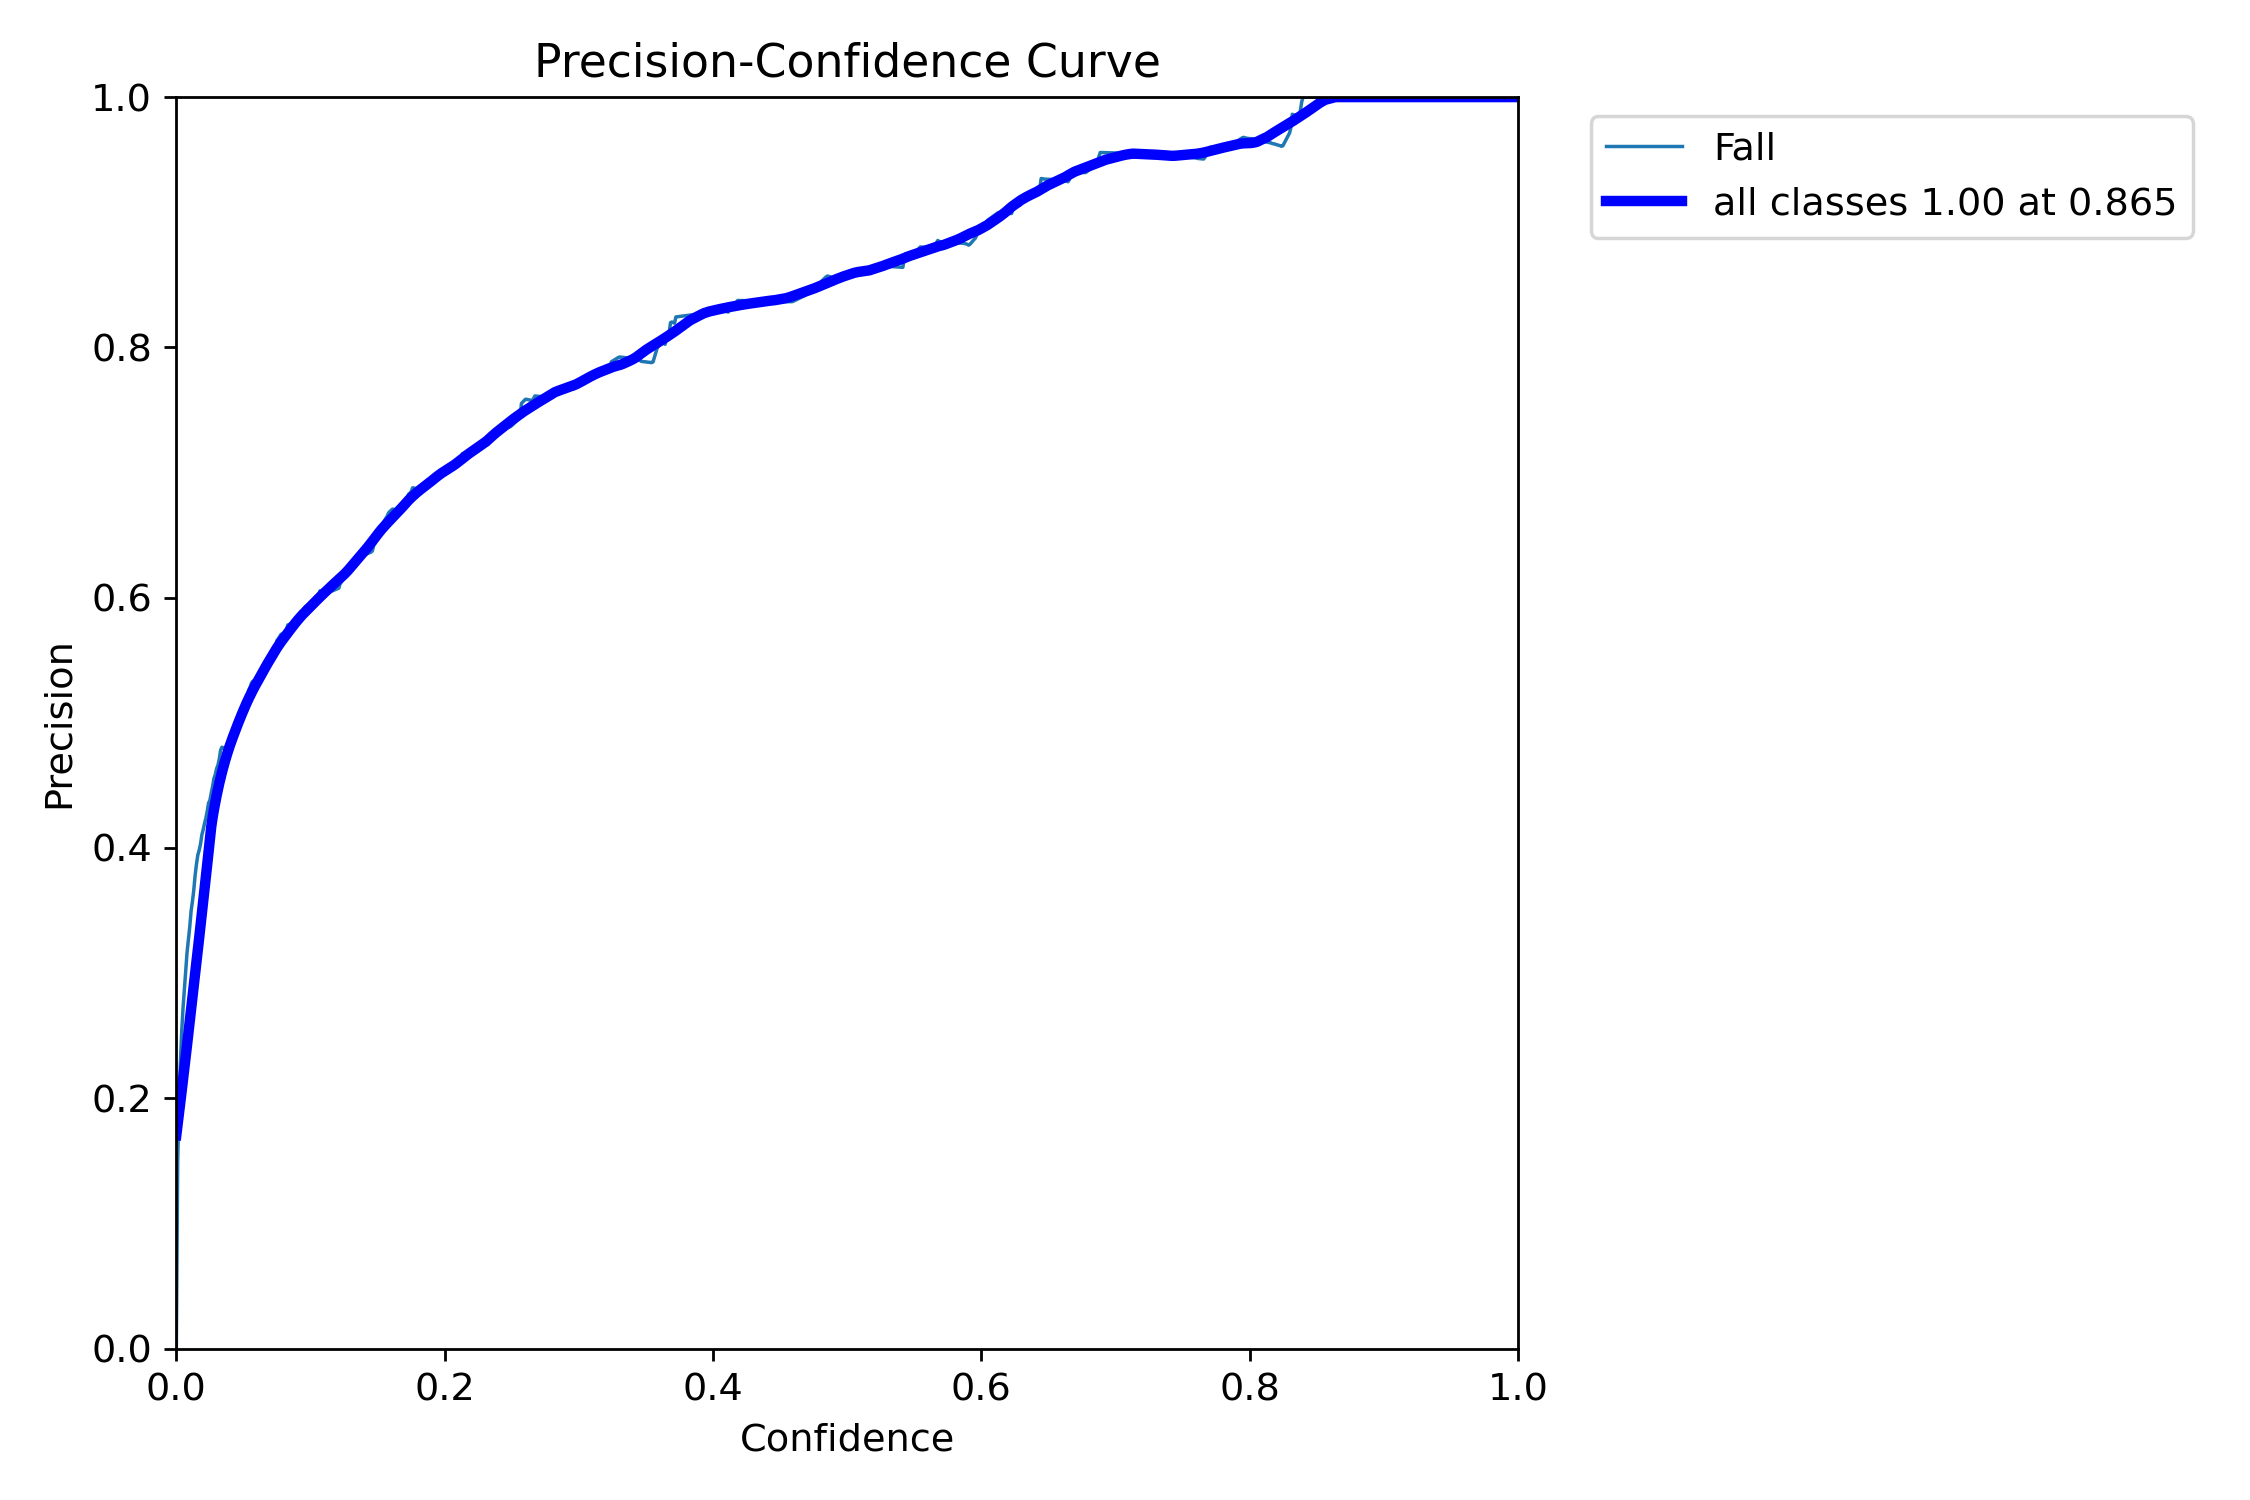 Precision-Confidence Curve
1.0
0.8
0.6
0.4
0.2
0.0
Precision
0.0 0.2 0.4 0.6 0.8 1.0
Confidence
Fall
all classes 1.00 at 0.865